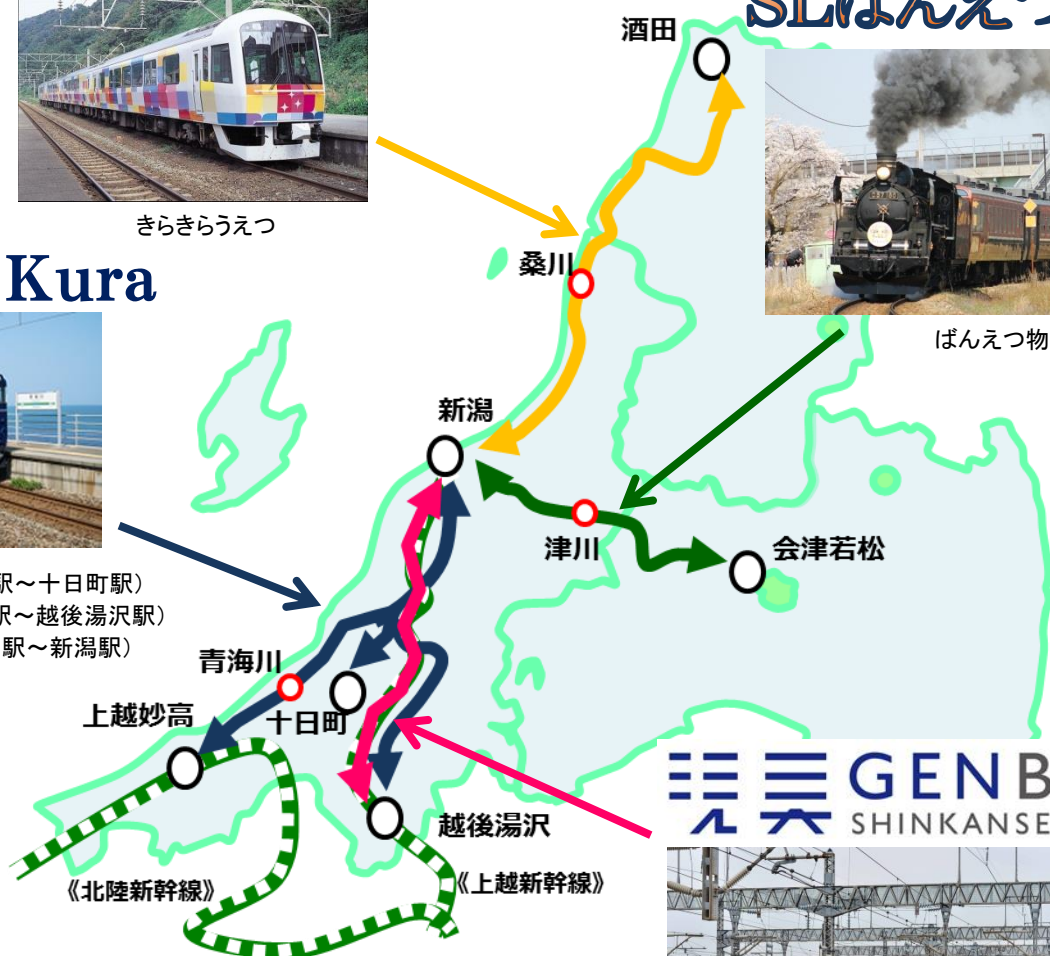 SLばんえつ
酒田
きらきらうえつ
桑川
Kura
ばんえつ物
新潟
津川
会津若松
駅～十日町駅）
駅～越後湯沢駅）
駅～新潟駅）
青海川
上越妙高
十日町
現美 GENB
SHINKANSE
越後湯沢
《北陸新幹線》
《上越新幹線》